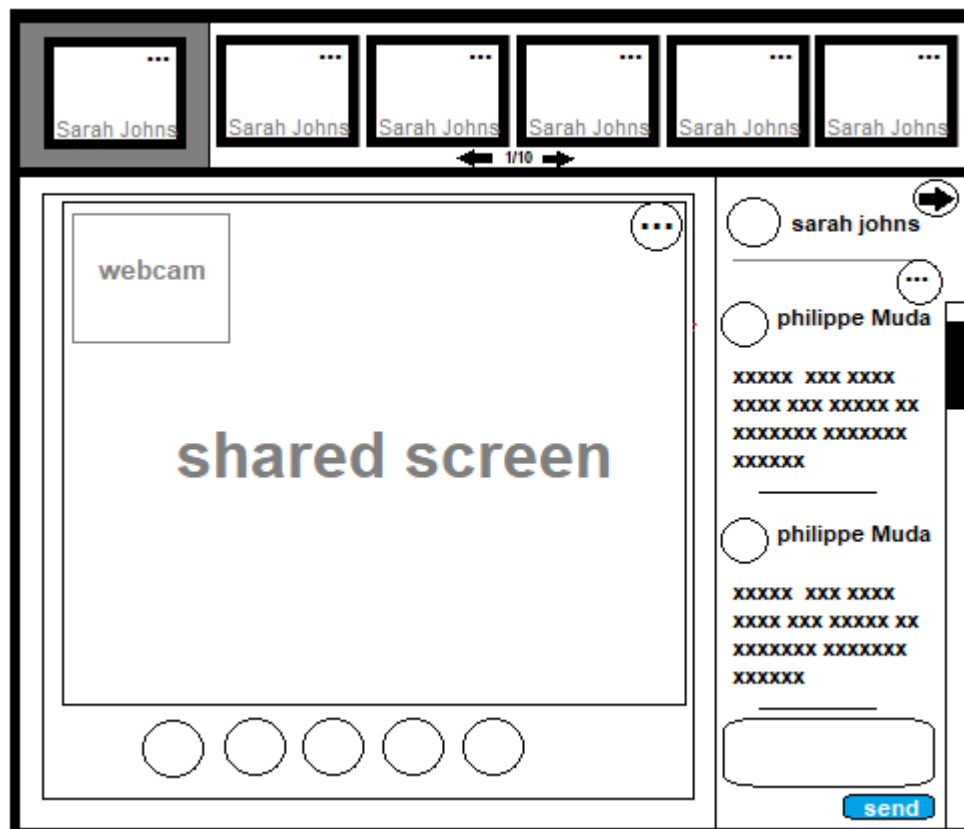 ... ... ... ... ... ...
Sarah Johns Sarah Johns Sarah Johns Sarah Johns Sarah Johns Sarah Johns
1/10
webcam
...
shared screen
sarah johns
...
philippe Muda
xxxxx xxx xxxx
xxxx xxx xxxxx xx
xxxxxxx xxxxxxx
xxxxxx
philippe Muda
xxxxx xxx xxxx
xxxx xxx xxxxx xx
xxxxxxx xxxxxxx
xxxxxx
send